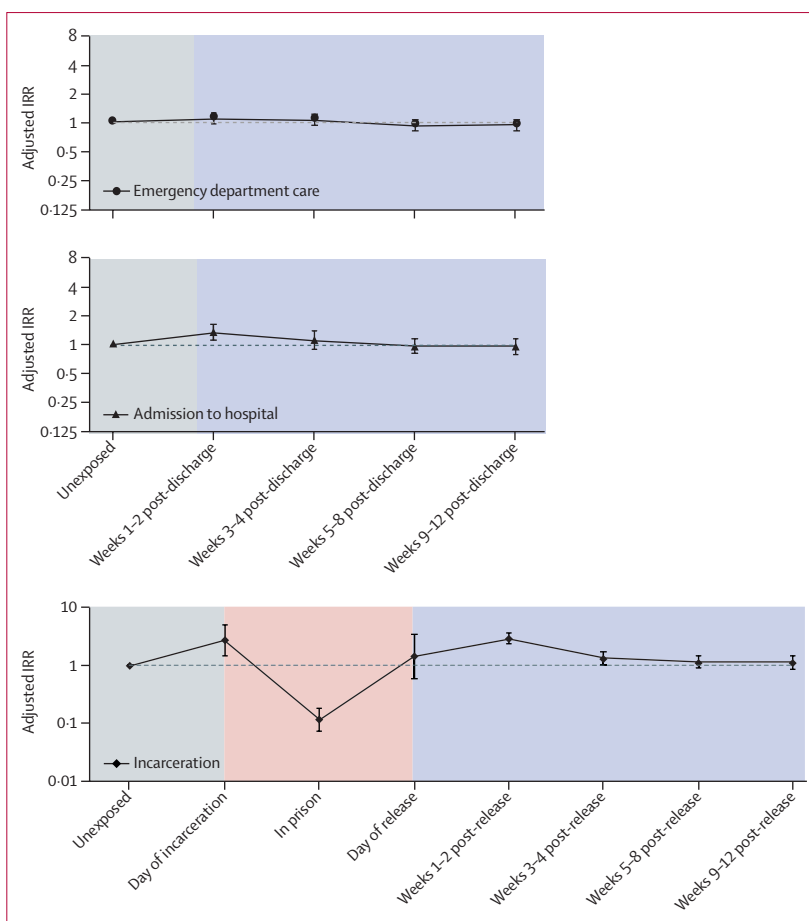 8
4
2
1
0·5
0·25
0·125
Adjusted IRR
Emergency department care
8
4
2
1
0·5
0·25
0·125
Adjusted IRR
Admission to hospital
Unexposed
Weeks 1–2 post-discharge
Weeks 3–4 post-discharge
Weeks 5–8 post-discharge
Weeks 9–12 post-discharge
10
1
0·1
0·01
Adjusted IRR
Incarceration
Unexposed
Day of incarceration
In prison
Day of release
Weeks 1–2 post-release
Weeks 3–4 post-release
Weeks 5–8 post-release
Weeks 9–12 post-release